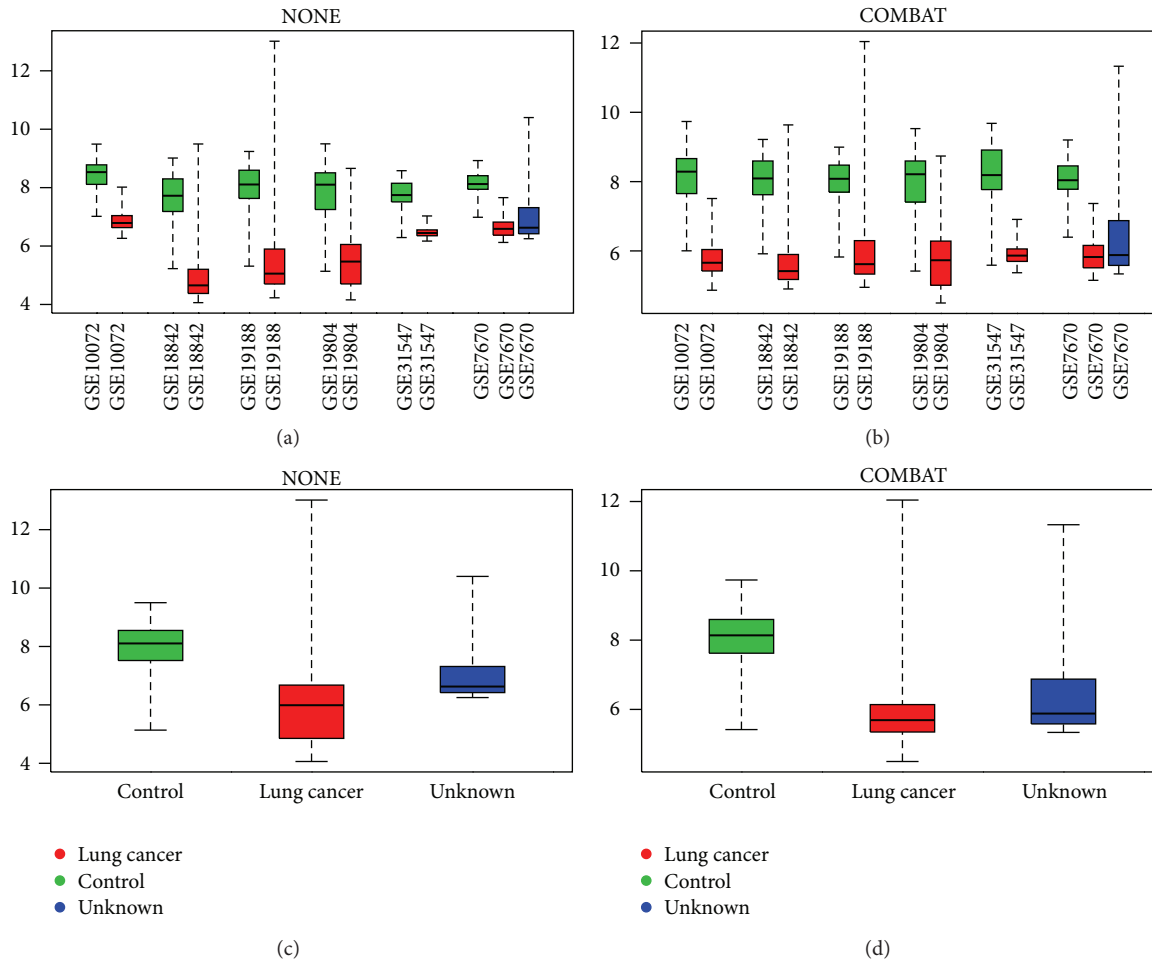 NONE
12
10
8
6
4
GSE10072
GSE10072
GSE18842
GSE18842
GSE19188
GSE19188
GSE19804
GSE19804
GSE31547
GSE31547
GSE7670
GSE7670
GSE7670
(a)
COMBAT
12
10
8
6
GSE10072
GSE10072
GSE18842
GSE18842
GSE19188
GSE19188
GSE19804
GSE19804
GSE31547
GSE31547
GSE7670
GSE7670
GSE7670
(b)
NONE
12
10
8
6
4
Control Lung cancer Unknown
Lung cancer
Control
Unknown
(c)
COMBAT
12
10
8
6
Control Lung cancer Unknown
Lung cancer
Control
Unknown
(d)